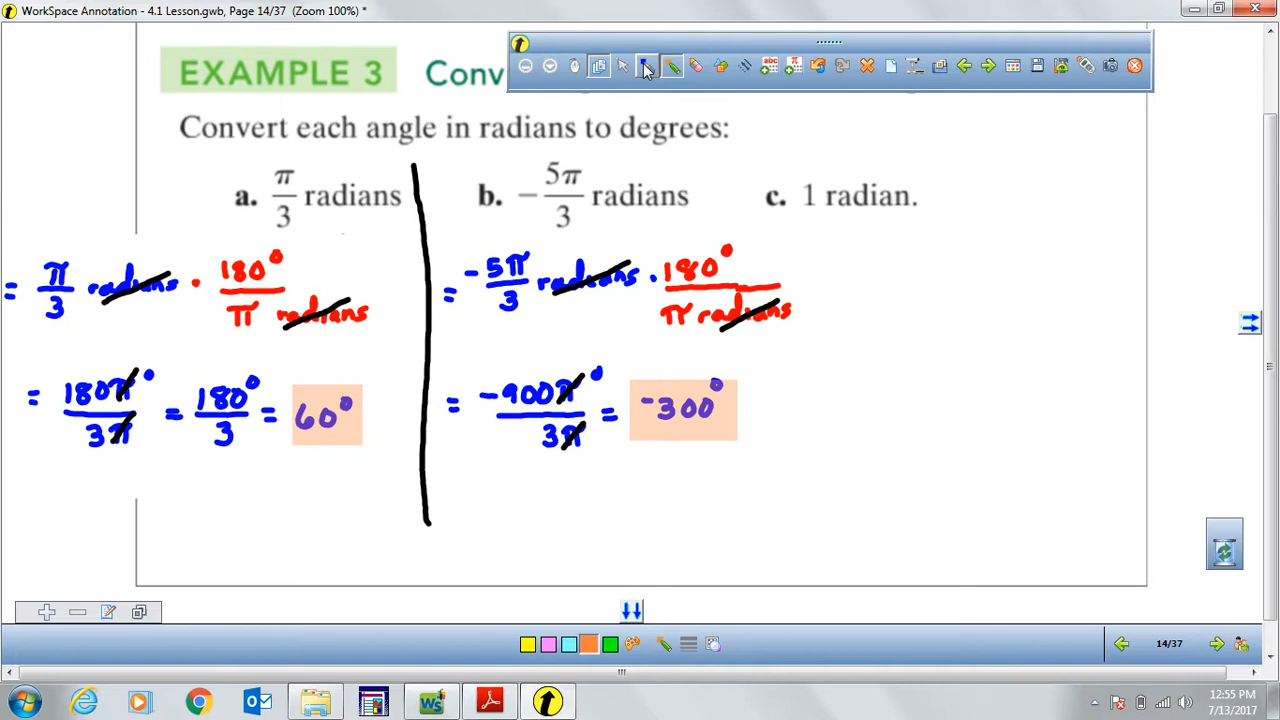 WorkSpace Annotation - 4.1 Lesson.gwb, Page 14/37 (Zoom 100%) *
EXAMPLE 3 Conv
Convert each angle in radians to degrees:
a. π/3 radians b. −5π/3 radians c. 1 radian.
= π/3 radians · 180°/π radians
= 180π°/3π = 180°/3 = 60°
= -5π/3 radians · 180°/π radians
= -900π°/3π = -300°
14/37
12:55 PM
7/13/2017